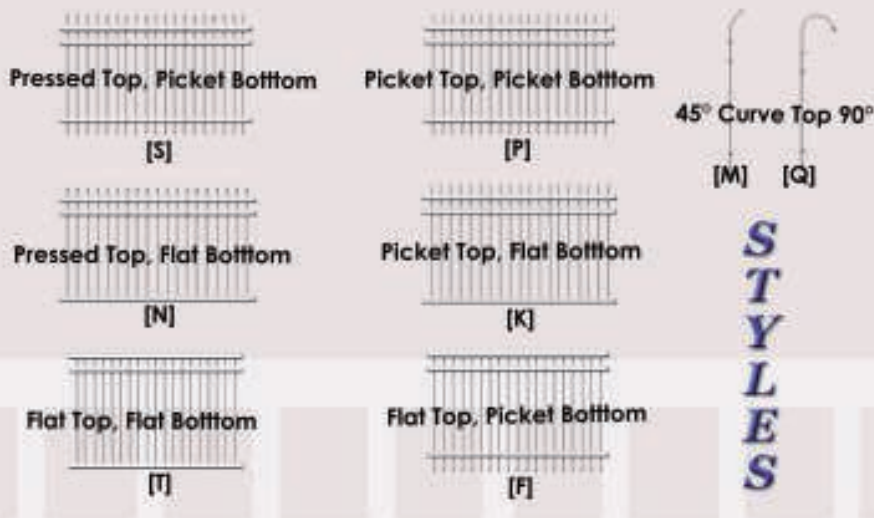 Pressed Top, Picket Botttom
[S]
Picket Top, Picket Botttom
[P]
45° Curve Top 90°
[M] [Q]
Pressed Top, Flat Botttom
[N]
Picket Top, Flat Botttom
[K]
Flat Top, Flat Botttom
[T]
Flat Top, Picket Botttom
[F]
STYLES